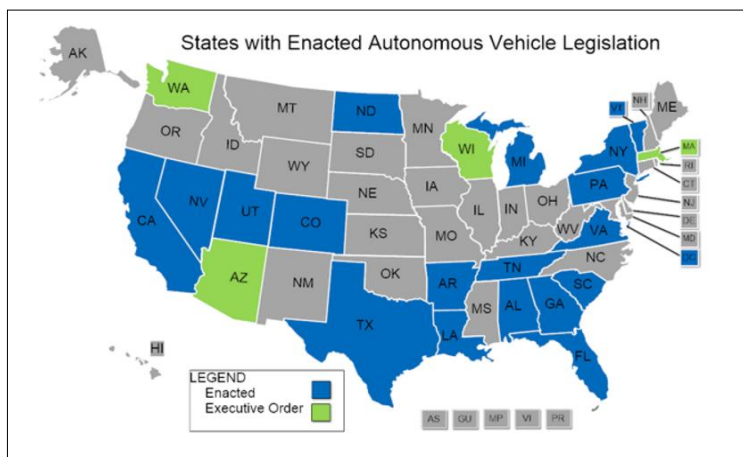 States with Enacted Autonomous Vehicle Legislation
AK
WA
MT
ND
MN
VT
NH
ME
OR
ID
WY
SD
WI
MI
NY
MA
RI
CT
NV
UT
CO
NE
IA
IL
IN
OH
PA
NJ
DE
MD
DC
CA
KS
MO
KY
WV
VA
AZ
NM
OK
AR
TN
NC
SC
TX
LA
MS
AL
GA
FL
HI
LEGEND
Enacted
Executive Order
AS
GU
MP
VI
PR